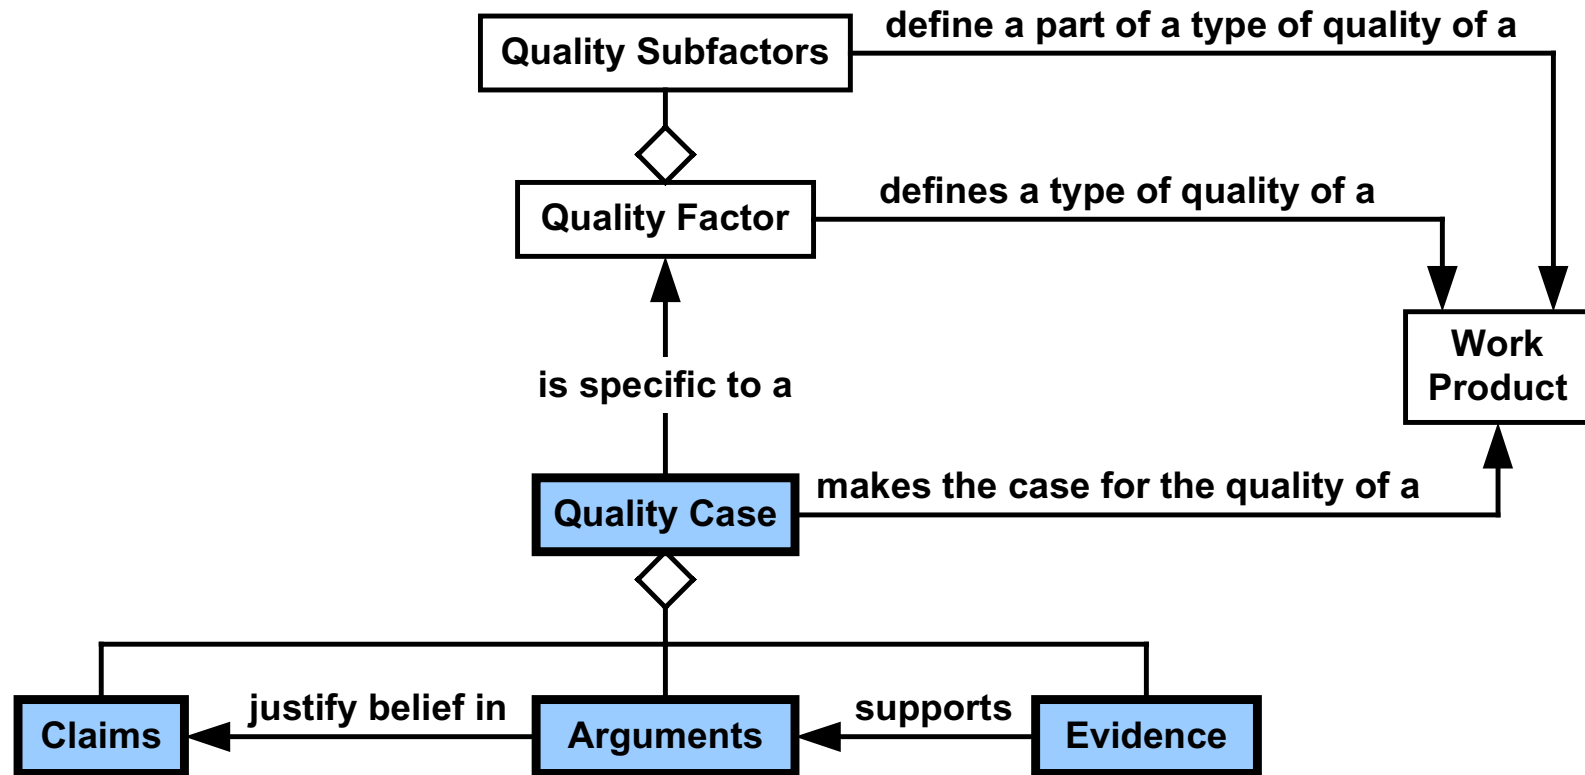 define a part of a type of quality of a
Quality Subfactors
defines a type of quality of a
Quality Factor
Work
Product
is specific to a
makes the case for the quality of a
Quality Case
justify belief in
supports
Claims
Arguments
Evidence